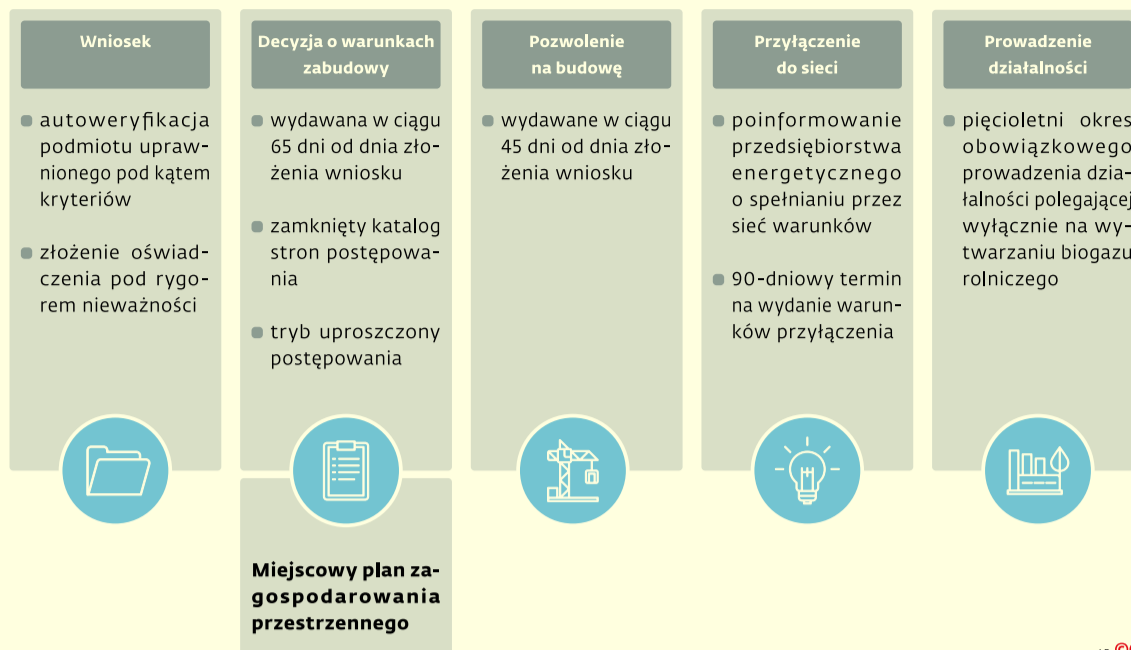 Wniosek
autoweryfikacja
podmiotu upraw-
nionego pod kątem
kryteriów
złożenie oświad-
czenia pod rygo-
rem nieważności
Decyzja o warunkach
zabudowy
wydawana w ciągu
65 dni od dnia zło-
żenia wniosku
zamknięty katalog
stron postępowa-
nia
tryb uproszczony
postępowania
Miejscowy plan za-
gospodarowania
przestrzennego
Pozwolenie
na budowę
wydawane w ciągu
45 dni od dnia zło-
żenia wniosku
Przyłączenie
do sieci
poinformowanie
przedsiębiorstwa
energetycznego
o spełnianiu przez
sieć warunków
90-dniowy termin
na wydanie warun-
ków przyłączenia
Prowadzenie
działalności
pięcioletni okres
obowiązkowego
prowadzenia dzia-
łalności polegającej
wyłącznie na wy-
twarzaniu biogazu
rolniczego